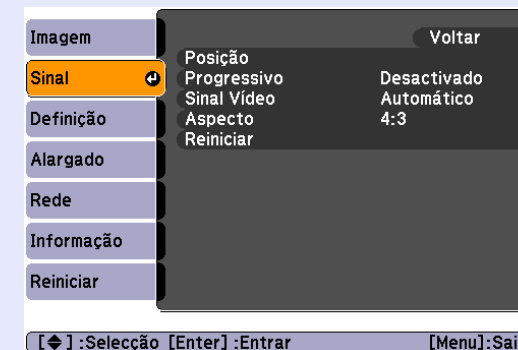 Imagem
Sinal
Definição
Alargado
Rede
Informação
Reiniciar
Voltar
Posição
Progressivo Desactivado
Sinal Vídeo Automático
Aspecto 4:3
Reiniciar
[ ] :Selecção [Enter] :Entrar [Menu]:Sai